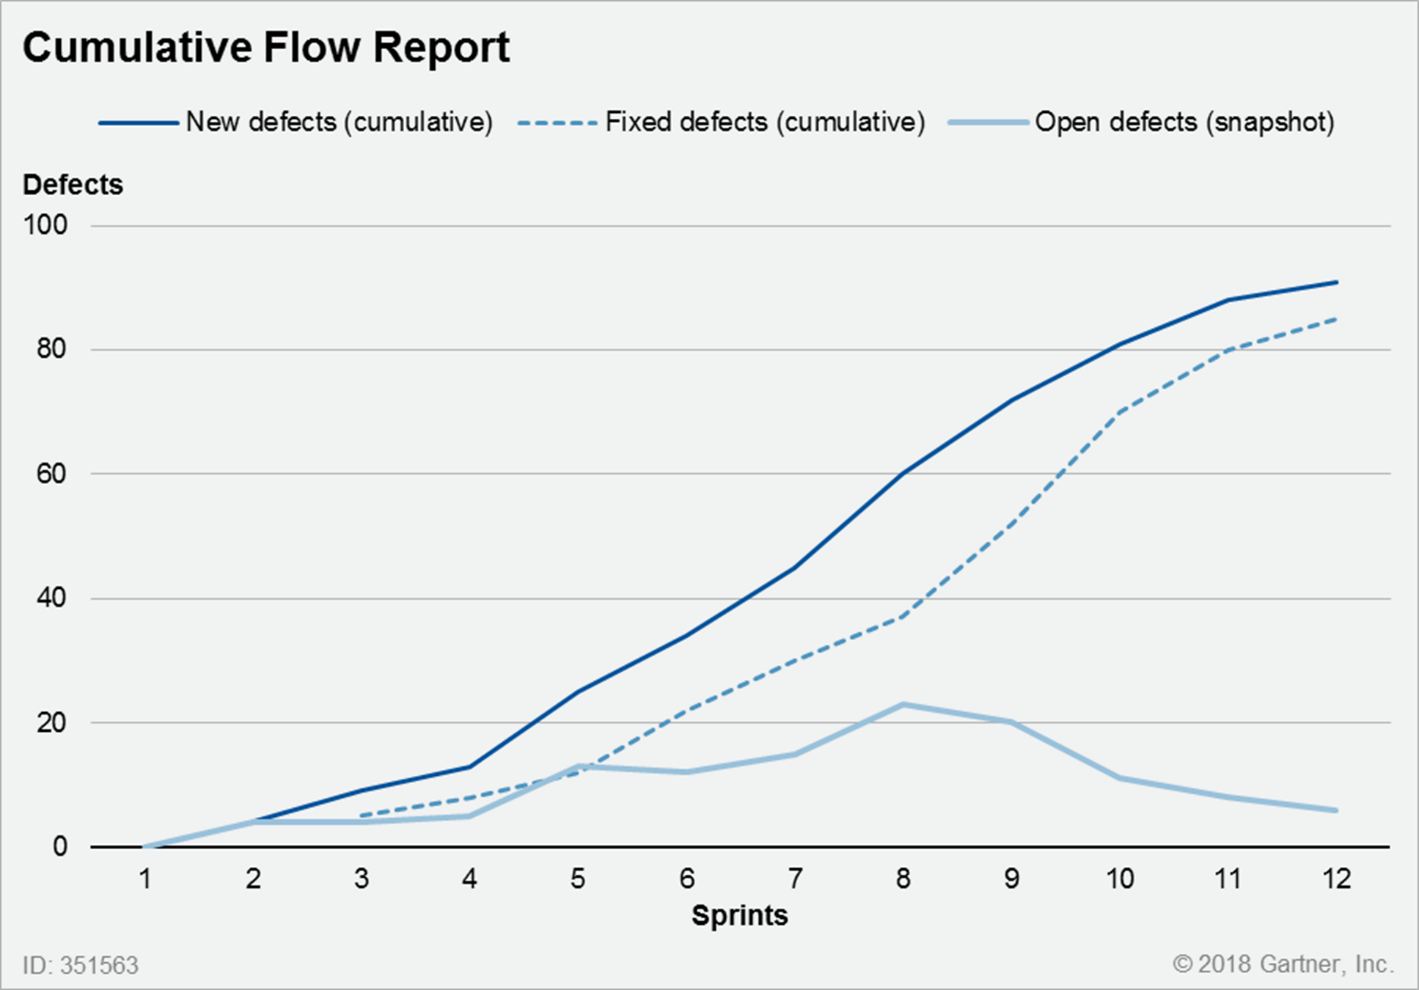 Cumulative Flow Report
New defects (cumulative) Fixed defects (cumulative) Open defects (snapshot)
Defects
100
80
60
40
20
0
1 2 3 4 5 6 7 8 9 10 11 12
Sprints
ID: 351563 © 2018 Gartner, Inc.